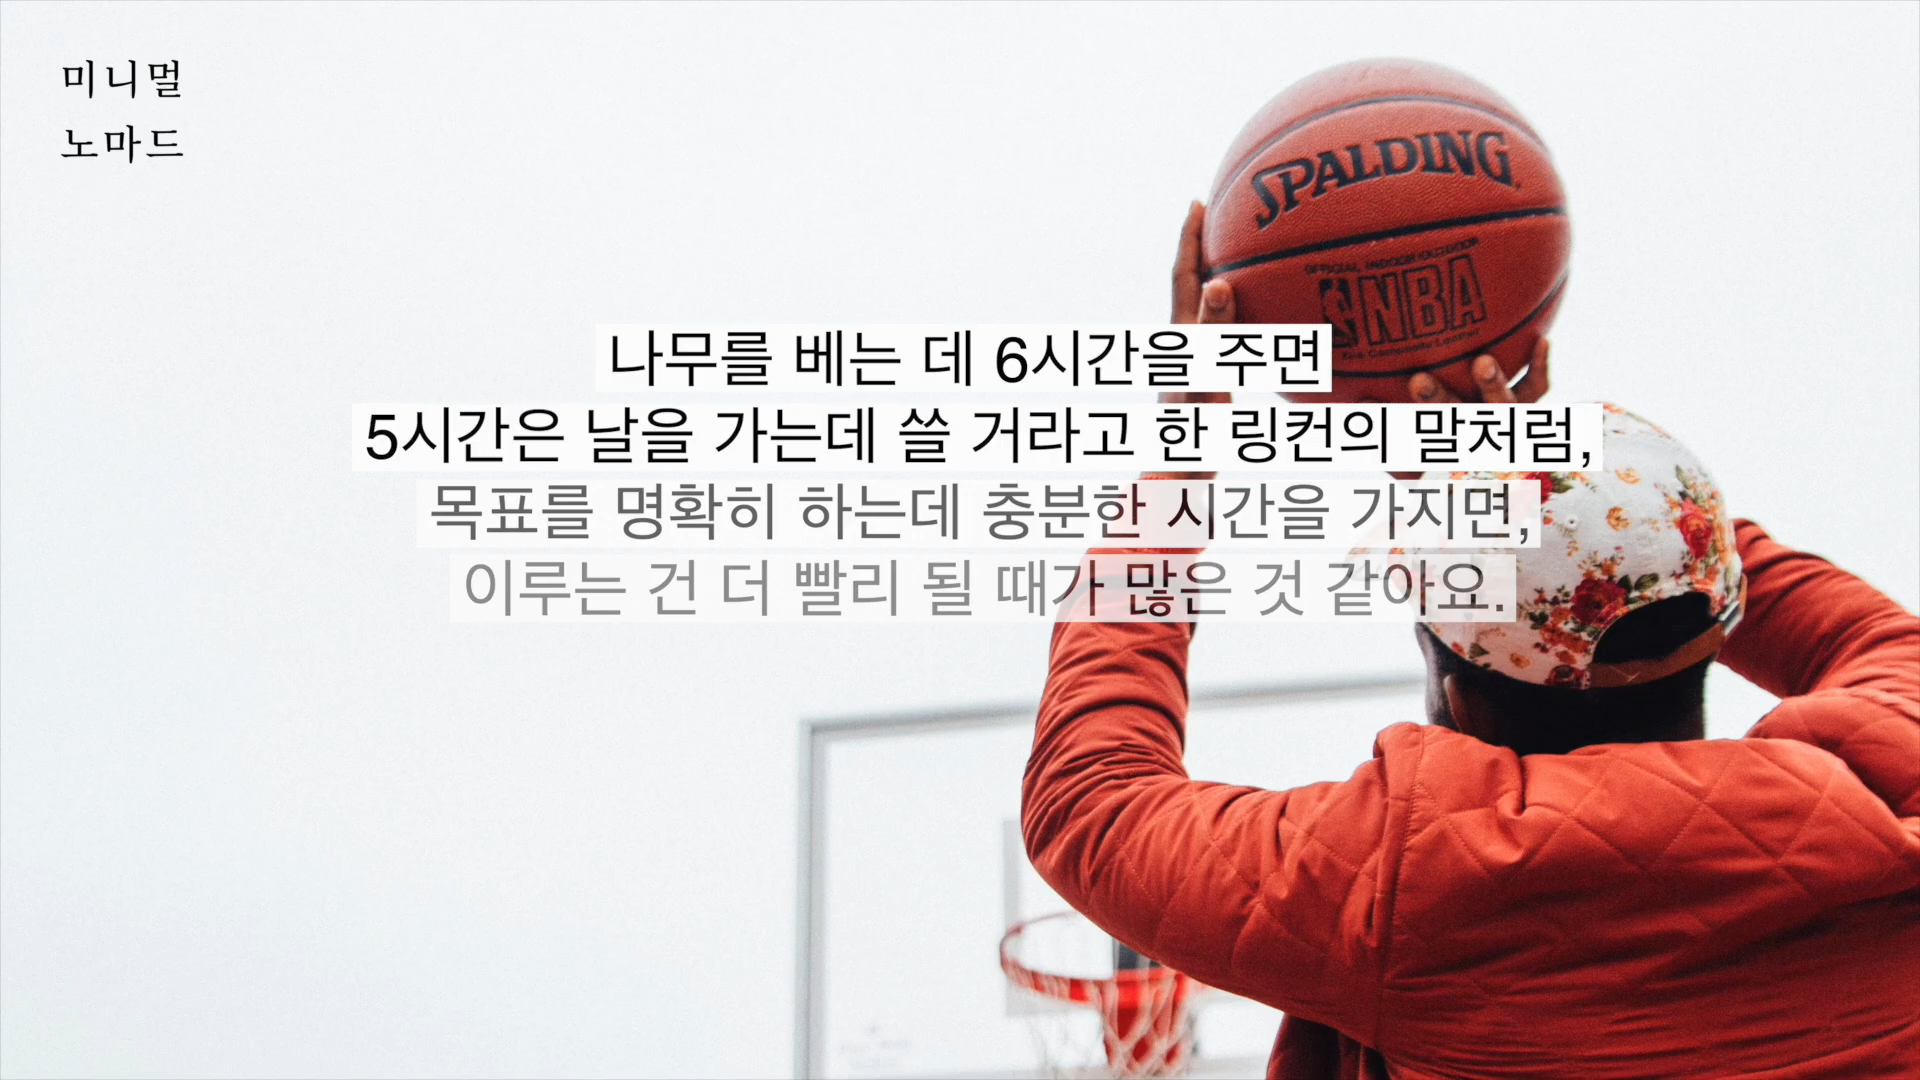 미니멀
노마드
SPALDING
NBA
나무를 베는 데 6시간을 주면
5시간은 날을 가는데 쓸 거라고 한 링컨의 말처럼,
목표를 명확히 하는데 충분한 시간을 가지면,
이루는 건 더 빨리 될 때가 많은 것 같아요.